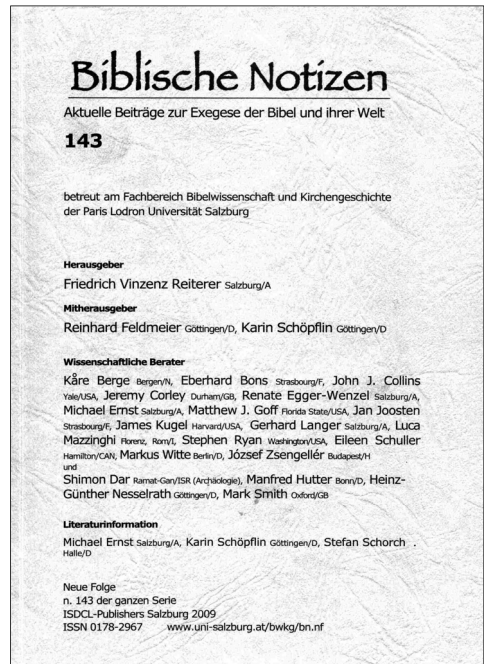 Biblische Notizen
Aktuelle Beiträge zur Exegese der Bibel und ihrer Welt
143
betreut am Fachbereich Bibelwissenschaft und Kirchengeschichte
der Paris Lodron Universität Salzburg
Herausgeber
Friedrich Vinzenz Reiterer Salzburg/A
Mitherausgeber
Reinhard Feldmeier Göttingen/D, Karin Schöpflin Göttingen/D
Wissenschaftliche Berater
Kåre Berge Bergen/N, Eberhard Bons Strasbourg/F, John J. Collins
Yale/USA, Jeremy Corley Durham/GB, Renate Egger-Wenzel Salzburg/A,
Michael Ernst Salzburg/A, Matthew J. Goff Florida State/USA, Jan Joosten
Strasbourg/F, James Kugel Harvard/USA, Gerhard Langer Salzburg/A, Luca
Mazzinghi Florenz, Rom/I, Stephen Ryan Washington/USA, Eileen Schuller
Hamilton/CAN, Markus Witte Berlin/D, József Zsengellér Budapest/H
und
Shimon Dar Ramat-Gan/ISR (Archäologie), Manfred Hutter Bonn/D, Heinz-
Günther Nesselrath Göttingen/D, Mark Smith Oxford/GB
Literaturinformation
Michael Ernst Salzburg/A, Karin Schöpflin Göttingen/D, Stefan Schorch .
Halle/D
Neue Folge
n. 143 der ganzen Serie
ISDCL-Publishers Salzburg 2009
ISSN 0178-2967 www.uni-salzburg.at/bwkg/bn.nf